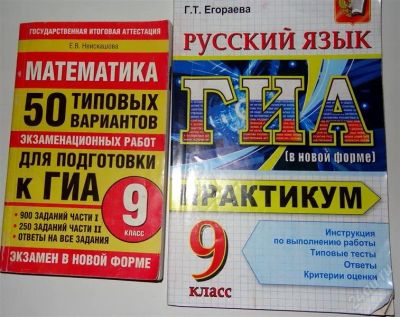 ГОСУДАРСТВЕННАЯ ИТОГОВАЯ АТТЕСТАЦИЯ
Е.В. Неискашова
МАТЕМАТИКА
50 ТИПОВЫХ
ВАРИАНТОВ
ЭКЗАМЕНАЦИОННЫХ РАБОТ
ДЛЯ ПОДГОТОВКИ
К ГИА
9
КЛАСС
• 900 ЗАДАНИЙ ЧАСТИ I
• 250 ЗАДАНИЙ ЧАСТИ II
• ОТВЕТЫ НА ВСЕ ЗАДАНИЯ
ЭКЗАМЕН В НОВОЙ ФОРМЕ
Г.Т. Егораева
РУССКИЙ ЯЗЫК
ГИА
(в новой форме)
ПРАКТИКУМ
9
класс
Инструкция
по выполнению работы
Типовые тесты
Ответы
Критерии оценки